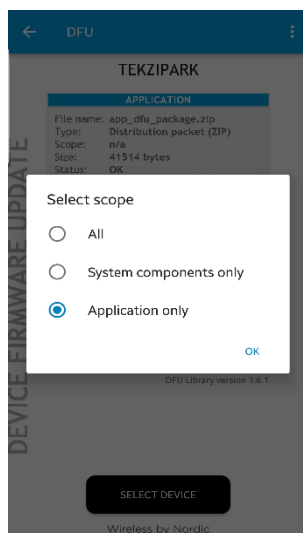 DFU
TEKZIPARK
APPLICATION
File name: app_dfu_package.zip
Type: Distribution packet (ZIP)
Scope: n/a
Size: 41514 bytes
Status: OK
Select scope
All
System components only
Application only
OK
DFU Library version 1.6.1
DEVICE FIRMWARE UPDATE
SELECT DEVICE
Wireless by Nordic